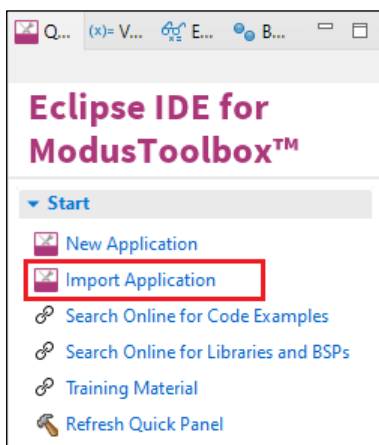 Q... (x)= V... E... B...
Eclipse IDE for
ModusToolbox™
Start
New Application
Import Application
Search Online for Code Examples
Search Online for Libraries and BSPs
Training Material
Refresh Quick Panel